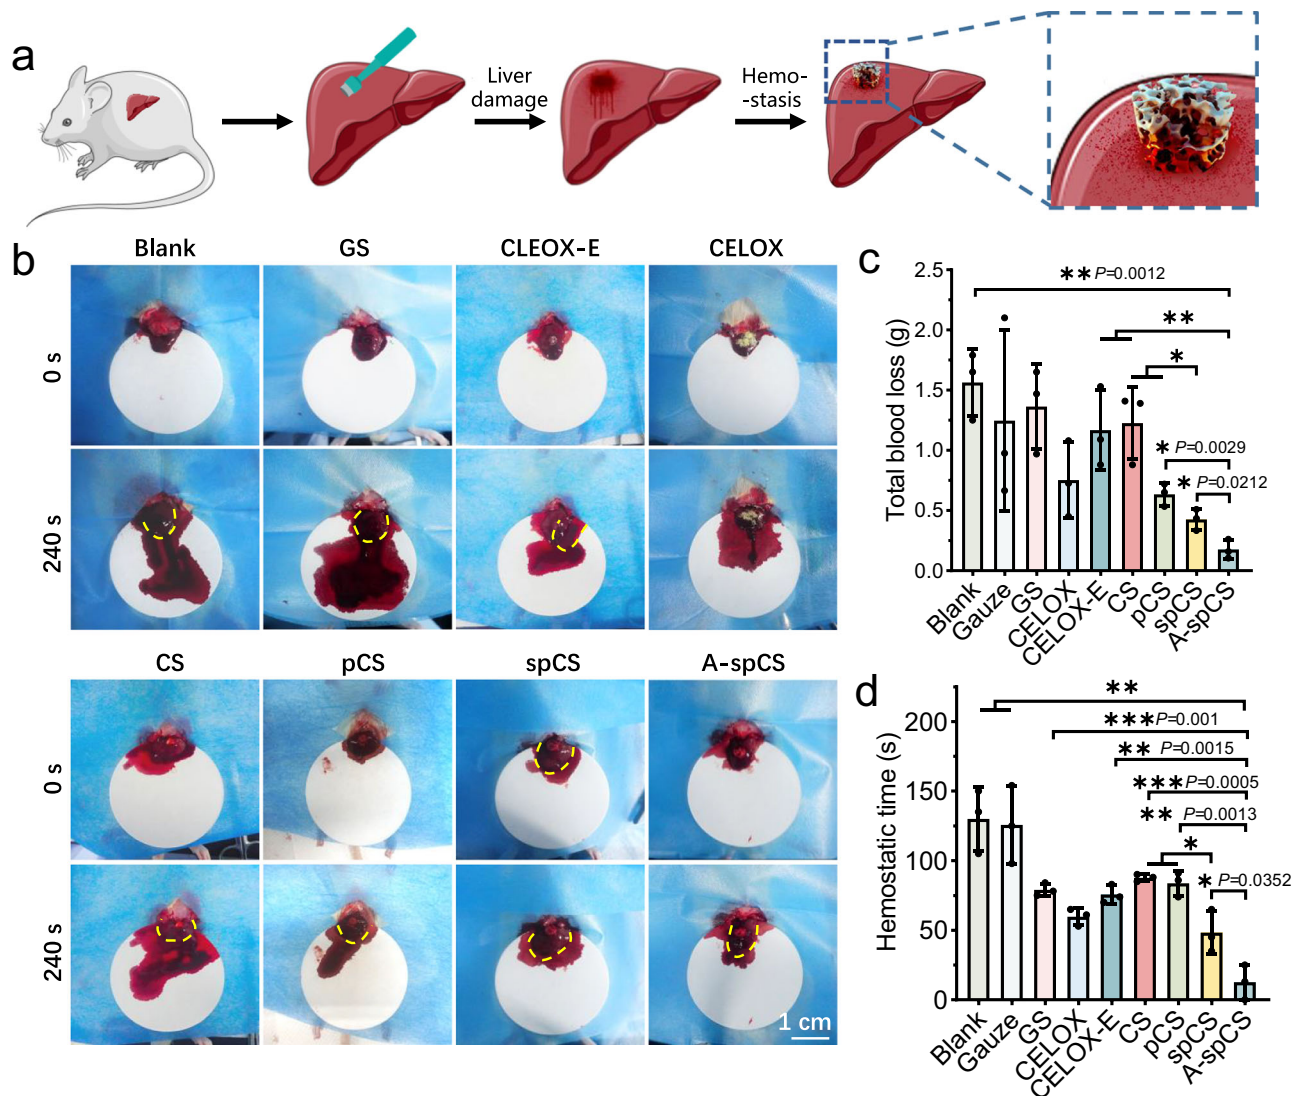 a
Liver
damage
Hemo-
-stasis
b
Blank GS CLEOX-E CELOX
0 s
240 s
CS pCS spCS A-spCS
0 s
240 s
1 cm
c
Total blood loss (g)
2.5
2.0
1.5
1.0
0.5
0.0
** P=0.0012
**
*
* P=0.0029
* P=0.0212
Blank
Gauze
GS
CELOX
CELOX-E
CS
pCS
spCS
A-spCS
d
Hemostatic time (s)
200
150
100
50
0
**
*** P=0.001
** P=0.0015
*** P=0.0005
** P=0.0013
*
* P=0.0352
Blank
Gauze
GS
CELOX
CELOX-E
CS
pCS
spCS
A-spCS